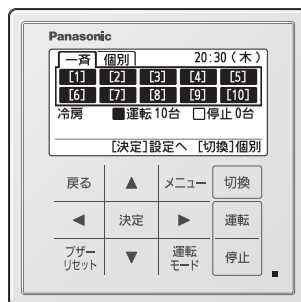 Panasonic
一斉 個別 20:30 (木)
[1] [2] [3] [4] [5]
[6] [7] [8] [9] [10]
冷房 ■運転10台 □停止0台
[決定]設定へ [切換]個別
戻る ▲ メニュー 切換
◀ 決定 ▶ 運転
ブザー
リセット
▼
運転
モード
停止